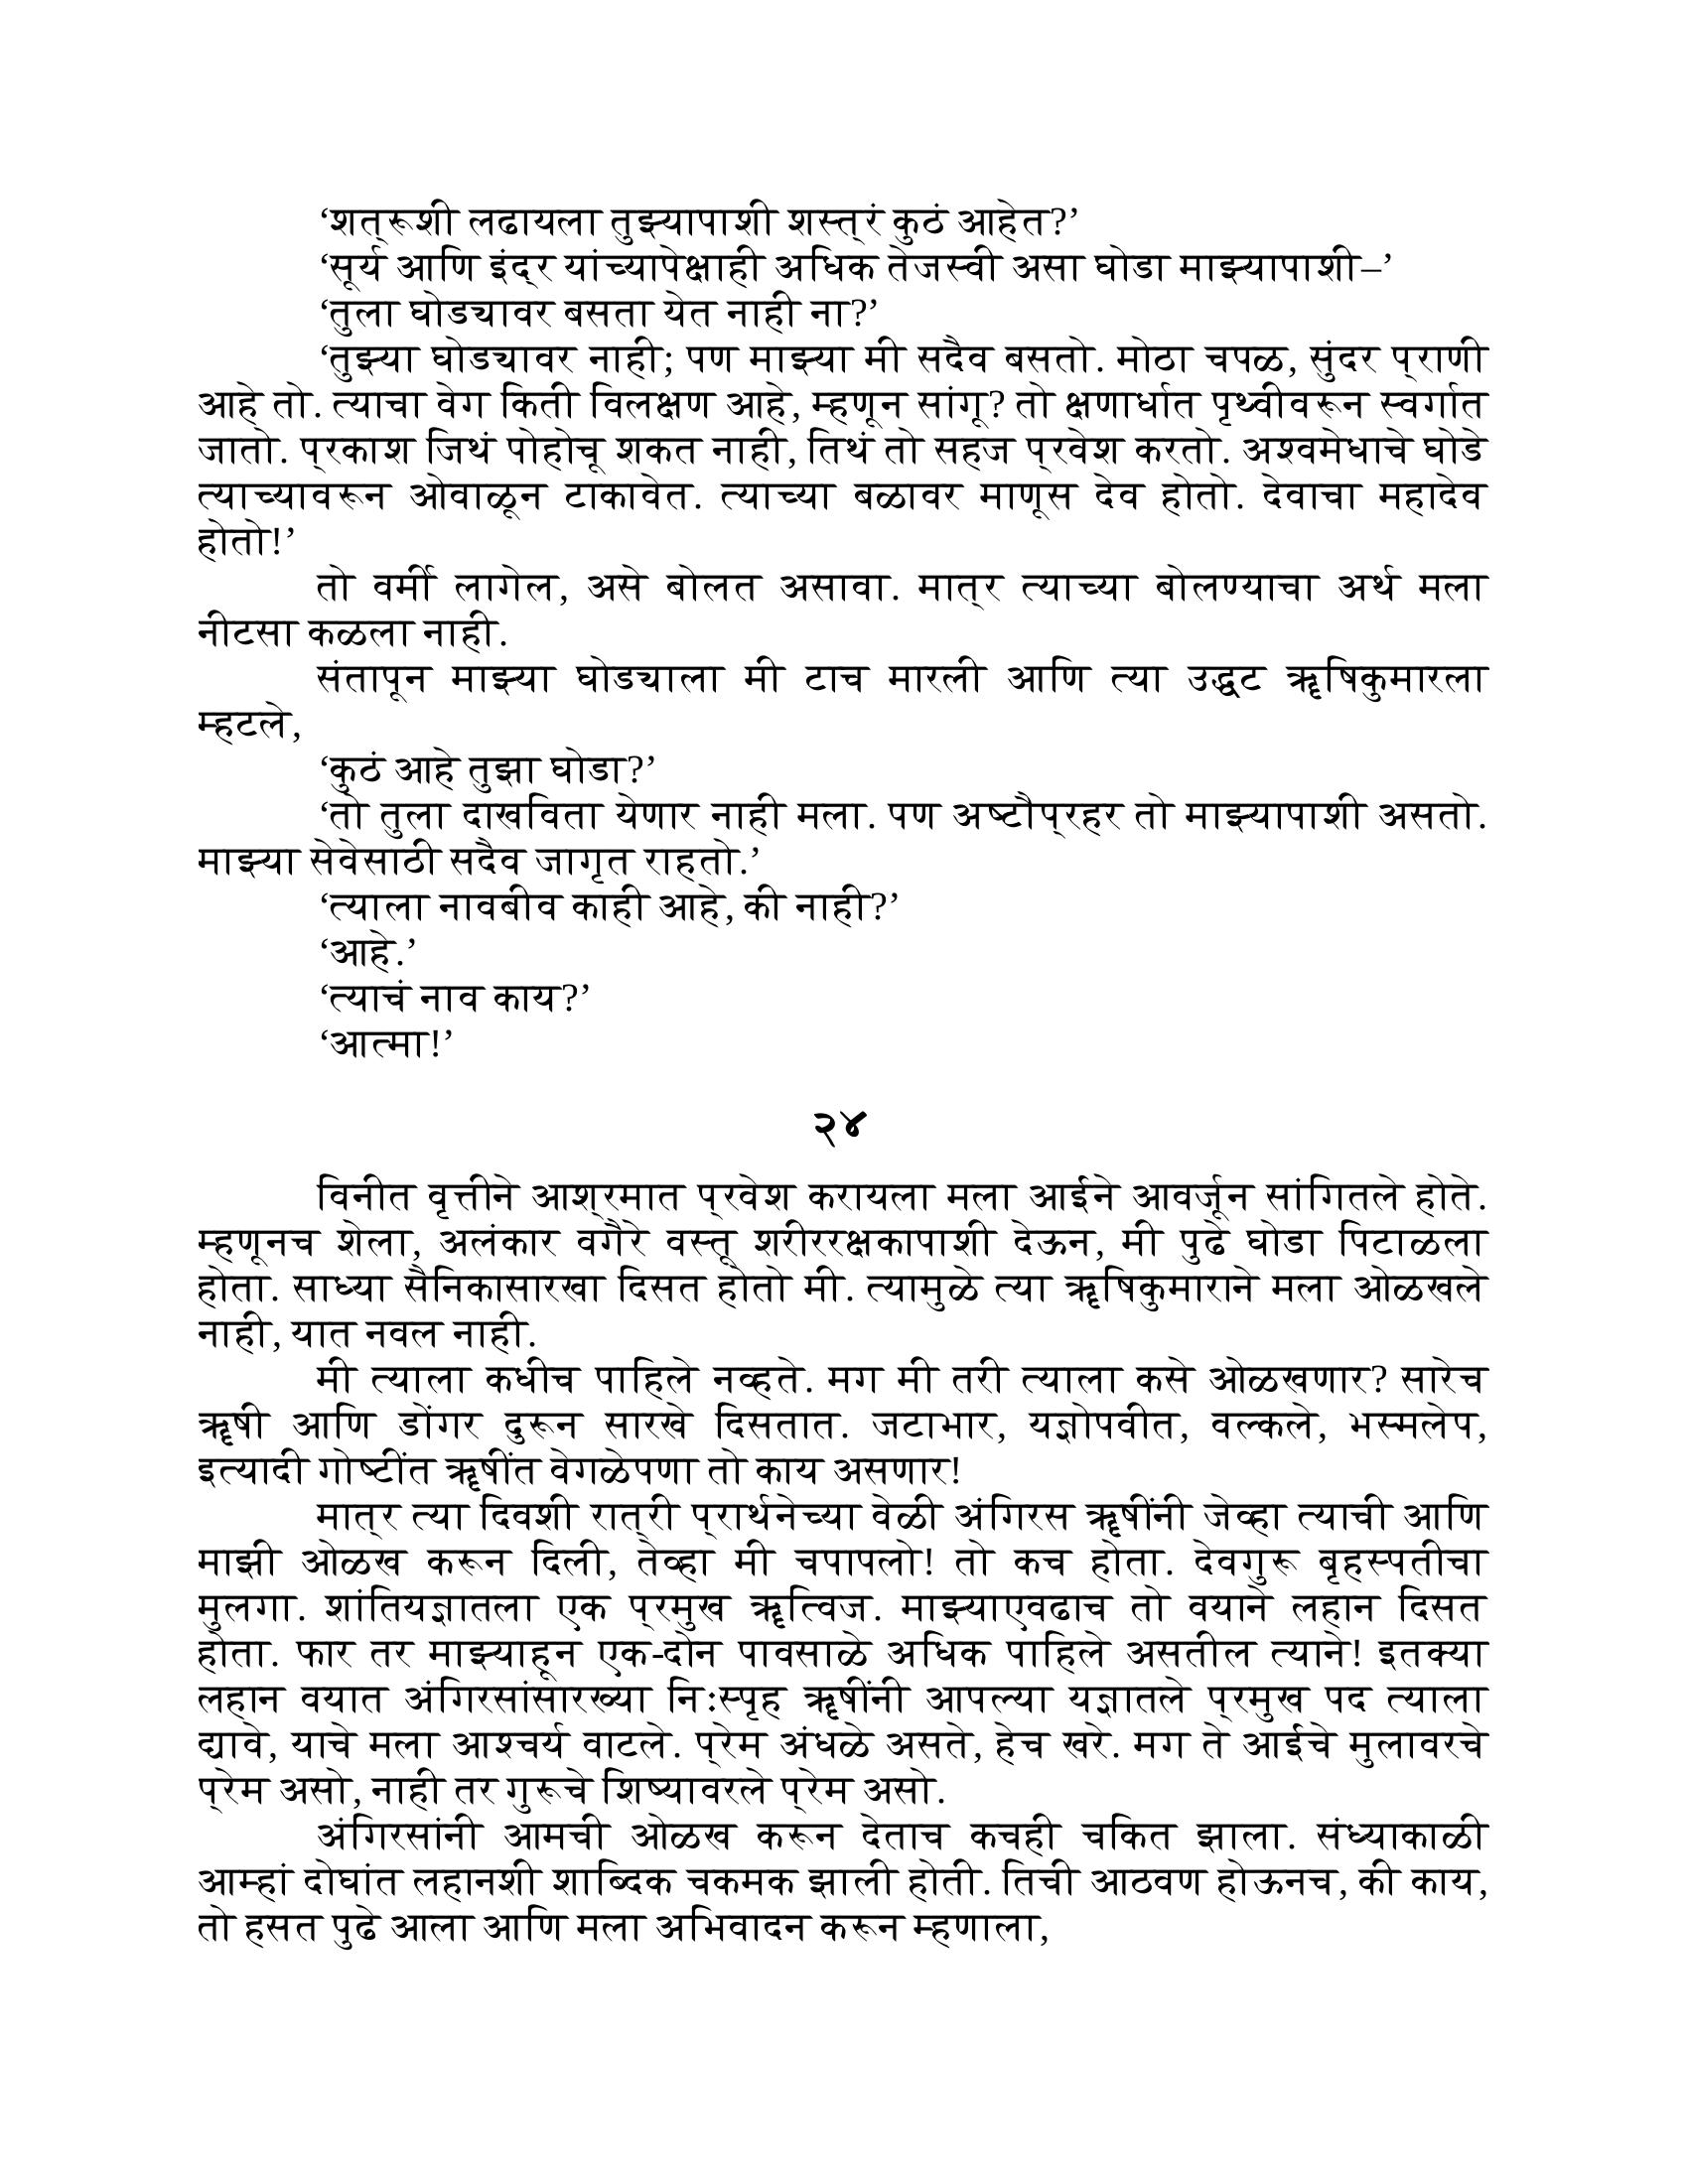 ‘शत्रूशी लढायला तुझ्यापाशी शस्त्रं कुठं आहेत?’
‘सूर्य आणि इंद्र यांच्यापेक्षाही अधिक तेजस्वी असा घोडा माझ्यापाशी–’
‘तुला घोड्यावर बसता येत नाही ना?’
‘तुझ्या घोड्यावर नाही; पण माझ्या मी सदैव बसतो. मोठा चपळ, सुंदर प्राणी
आहे तो. त्याचा वेग किती विलक्षण आहे, म्हणून सांगू? तो क्षणार्धात पृथ्वीवरून स्वर्गात
जातो. प्रकाश जिथं पोहोचू शकत नाही, तिथं तो सहज प्रवेश करतो. अश्वमेधाचे घोडे
त्याच्यावरून ओवाळून टाकावेत. त्याच्या बळावर माणूस देव होतो. देवाचा महादेव
होतो!’
तो वर्मी लागेल, असे बोलत असावा. मात्र त्याच्या बोलण्याचा अर्थ मला
नीटसा कळला नाही.
संतापून माझ्या घोड्याला मी टाच मारली आणि त्या उद्धट ॠषिकुमारला
म्हटले,
‘कुठं आहे तुझा घोडा?’
‘तो तुला दाखविता येणार नाही मला. पण अष्टौप्रहर तो माझ्यापाशी असतो.
माझ्या सेवेसाठी सदैव जागृत राहतो.’
‘त्याला नावबीव काही आहे, की नाही?’
‘आहे.’
‘त्याचं नाव काय?’
‘आत्मा!’
२४
विनीत वृत्तीने आश्रमात प्रवेश करायला मला आईने आवर्जून सांगितले होते.
म्हणूनच शेला, अलंकार वगैरे वस्तू शरीररक्षकापाशी देऊन, मी पुढे घोडा पिटाळला
होता. साध्या सैनिकासारखा दिसत होतो मी. त्यामुळे त्या ॠषिकुमाराने मला ओळखले
नाही, यात नवल नाही.
मी त्याला कधीच पाहिले नव्हते. मग मी तरी त्याला कसे ओळखणार? सारेच
ॠषी आणि डोंगर दुरून सारखे दिसतात. जटाभार, यज्ञोपवीत, वल्कले, भस्मलेप,
इत्यादी गोष्टींत ॠषींत वेगळेपणा तो काय असणार!
मात्र त्या दिवशी रात्री प्रार्थनेच्या वेळी अंगिरस ॠषींनी जेव्हा त्याची आणि
माझी ओळख करून दिली, तेव्हा मी चपापलो! तो कच होता. देवगुरू बृहस्पतीचा
मुलगा. शांतियज्ञातला एक प्रमुख ॠत्विज. माझ्याएवढाच तो वयाने लहान दिसत
होता. फार तर माझ्याहून एक-दोन पावसाळे अधिक पाहिले असतील त्याने! इतक्या
लहान वयात अंगिरसांसारख्या निःस्पृह ॠषींनी आपल्या यज्ञातले प्रमुख पद त्याला
द्यावे, याचे मला आश्चर्य वाटले. प्रेम अंधळे असते, हेच खरे. मग ते आईचे मुलावरचे
प्रेम असो, नाही तर गुरूचे शिष्यावरले प्रेम असो.
अंगिरसांनी आमची ओळख करून देताच कचही चकित झाला. संध्याकाळी
आम्हां दोघांत लहानशी शाब्दिक चकमक झाली होती. तिची आठवण होऊनच, की काय,
तो हसत पुढे आला आणि मला अभिवादन करून म्हणाला,